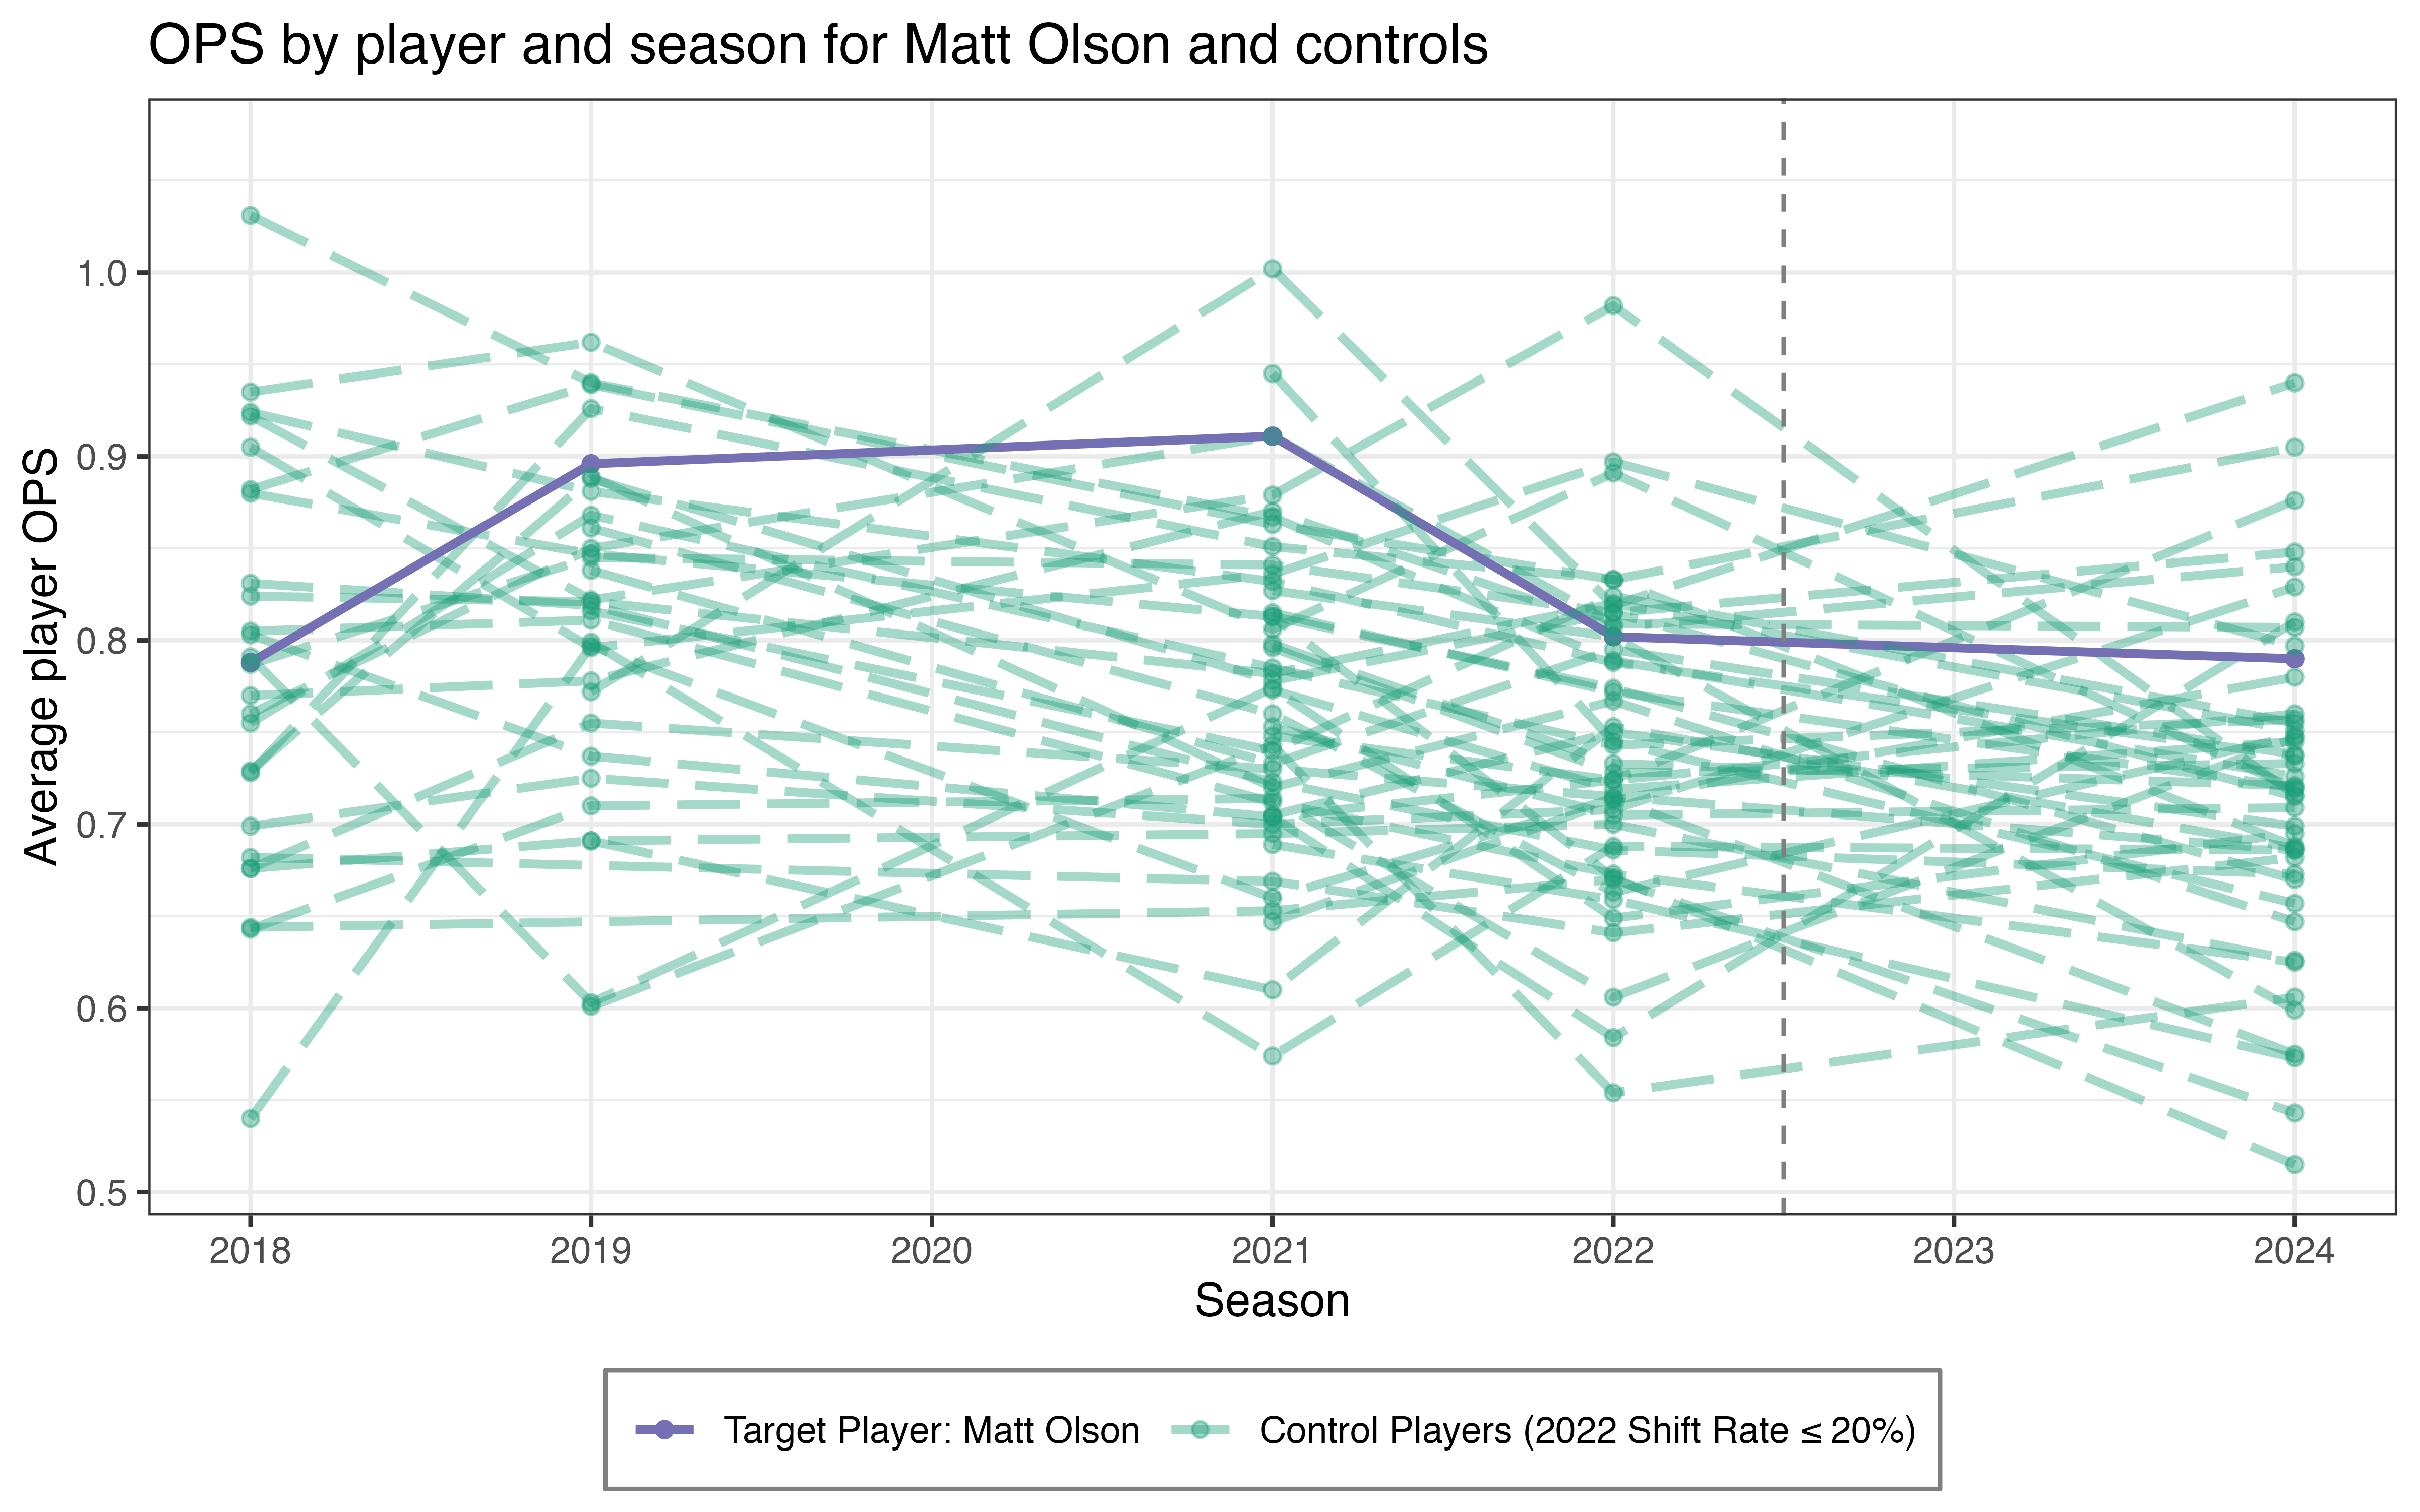 OPS by player and season for Matt Olson and controls
Average player OPS
1.0
0.9
0.8
0.7
0.6
0.5
2018 2019 2020 2021 2022 2023 2024
Season
Target Player: Matt Olson Control Players (2022 Shift Rate ≤ 20%)